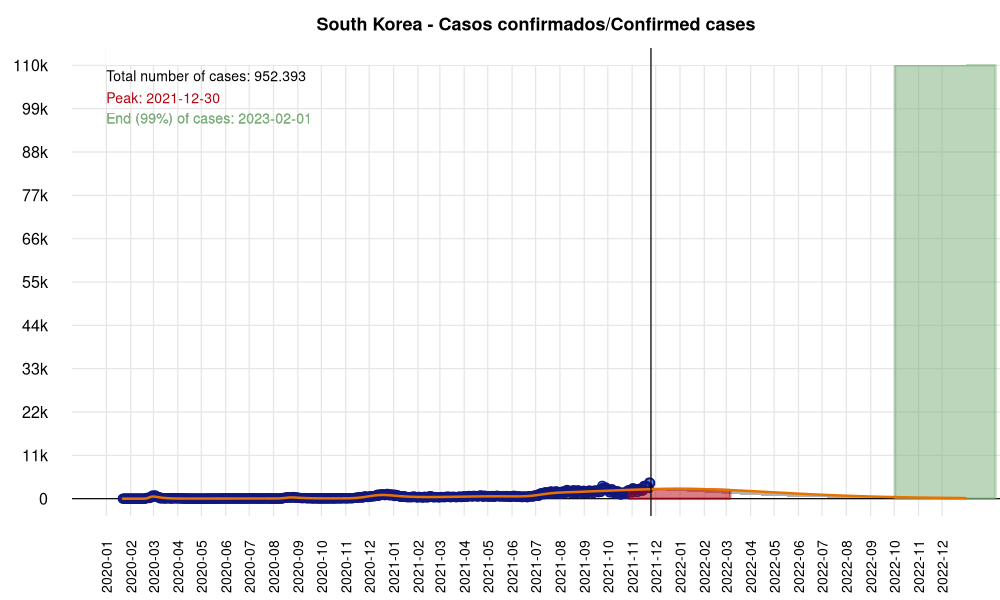 South Korea - Casos confirmados/Confirmed cases
Total number of cases: 952.393
Peak: 2021-12-30
End (99%) of cases: 2023-02-01
110k
99k
88k
77k
66k
55k
44k
33k
22k
11k
0
2020-01
2020-02
2020-03
2020-04
2020-05
2020-06
2020-07
2020-08
2020-09
2020-10
2020-11
2020-12
2021-01
2021-02
2021-03
2021-04
2021-05
2021-06
2021-07
2021-08
2021-09
2021-10
2021-11
2021-12
2022-01
2022-02
2022-03
2022-04
2022-05
2022-06
2022-07
2022-08
2022-09
2022-10
2022-11
2022-12